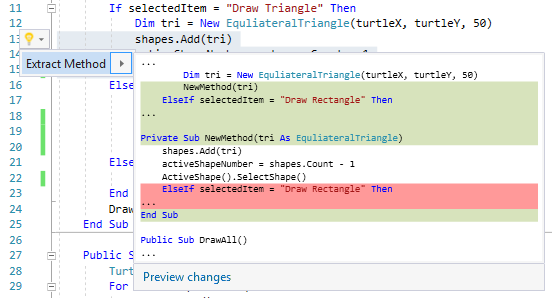 11 If selectedItem = "Draw Triangle" Then
12 Dim tri = New EquliateralTriangle(turtleX, turtleY, 50)
13 shapes.Add(tri)
14
15
Extract Method
16 Else
17
18
19
20
21 Else
22
23 End
24 Draw
25 End Sub
26
27 Public S
28 Turt
29 For
...
Dim tri = New EquliateralTriangle(turtleX, turtleY, 50)
NewMethod(tri)
ElseIf selectedItem = "Draw Rectangle" Then
...
Private Sub NewMethod(tri As EquliateralTriangle)
shapes.Add(tri)
activeShapeNumber = shapes.Count - 1
ActiveShape().SelectShape()
ElseIf selectedItem = "Draw Rectangle" Then
...
End Sub
Public Sub DrawAll()
...
Preview changes